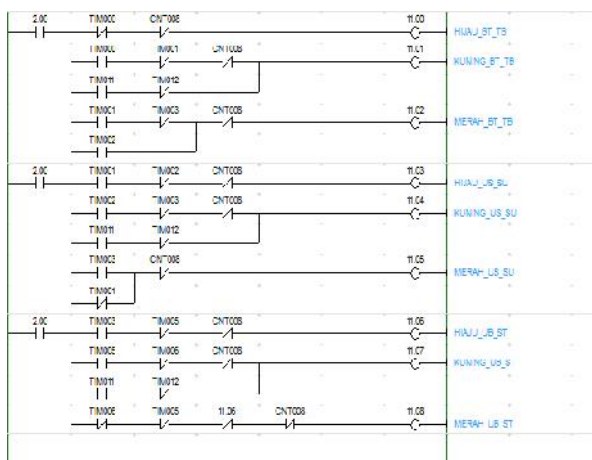 2.00 TIM000 CNT008 11.00 HIJAU_BT_TB
TIM000 TIM001 CNT008 11.01 KUNING_BT_TB
TIM011 TIM012
TIM001 TIM003 CNT008 11.02 MERAH_BT_TB
TIM002
2.00 TIM001 TIM002 CNT008 11.03 HIJAU_US_SU
TIM002 TIM003 CNT008 11.04 KUNING_US_SU
TIM011 TIM012
TIM003 CNT008 11.05 MERAH_US_SU
TIM001
2.00 TIM003 TIM005 CNT008 11.06
TIM005 TIM006 CNT008 11.07
TIM011 TIM012
TIM006 TIM005 11.06 CNT008 11.08